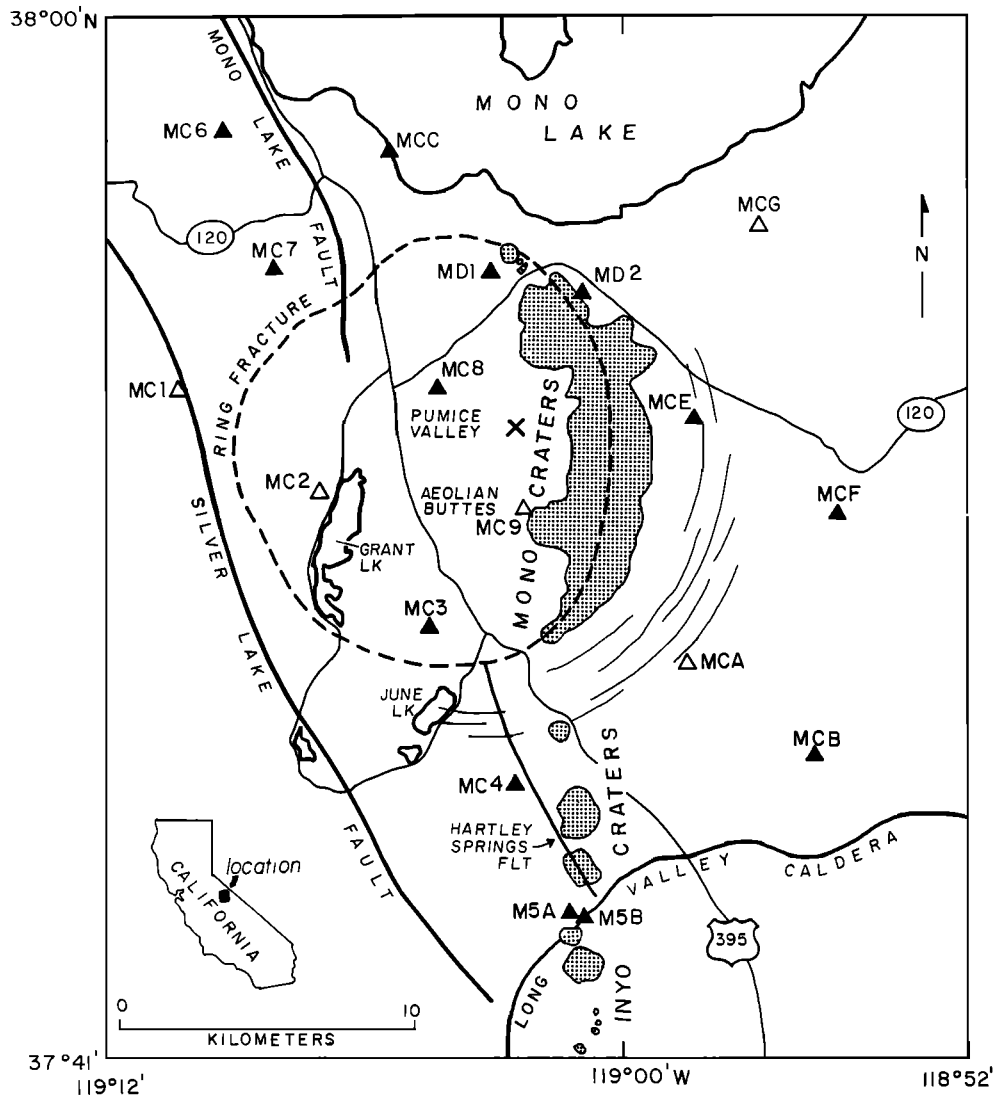 38°00'N
MONO LAKE FAULT
MONO
LAKE
MC6
MCC
MCG
120
MC7
MD1
MD2
N
RING FRACTURE
MC1
MC8
MCE
PUMICE
VALLEY
120
MONO CRATERS
MC2
AEOLIAN
BUTTES
MC9
MCF
SILVER LAKE FAULT
GRANT
LK
MC3
MCA
JUNE
LK
MCB
MC4
HARTLEY
SPRINGS
FLT
INYO CRATERS
LONG VALLEY CALDERA
CALIFORNIA
location
M5A
M5B
395
0
10
KILOMETERS
37°41'
119°12'
119°00'W
118°52'